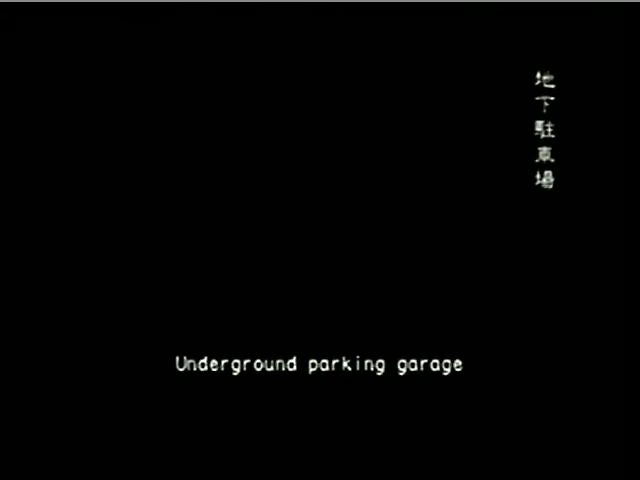 地下駐車場
Underground parking garage